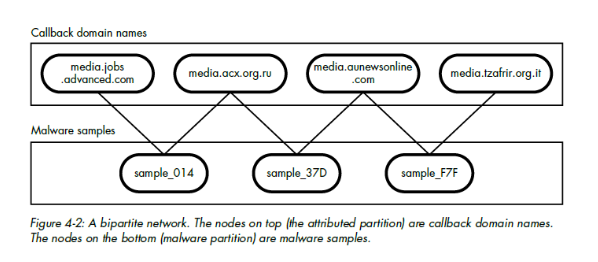 Callback domain names
media.jobs
.advanced.com
media.acx.org.ru
media.aunewsonline
.com
media.tzafrir.org.it
Malware samples
sample_014
sample_37D
sample_F7F
Figure 4-2: A bipartite network. The nodes on top (the attributed partition) are callback domain names.
The nodes on the bottom (malware partition) are malware samples.